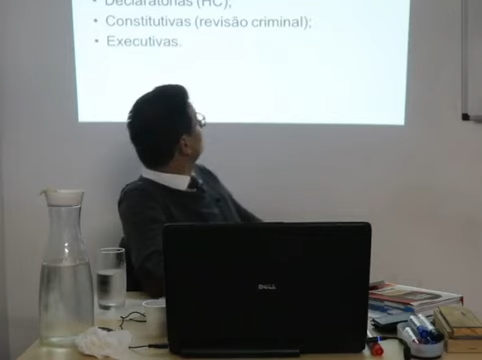 • Declaratórias (HC);
• Constitutivas (revisão criminal);
• Executivas.
DELL